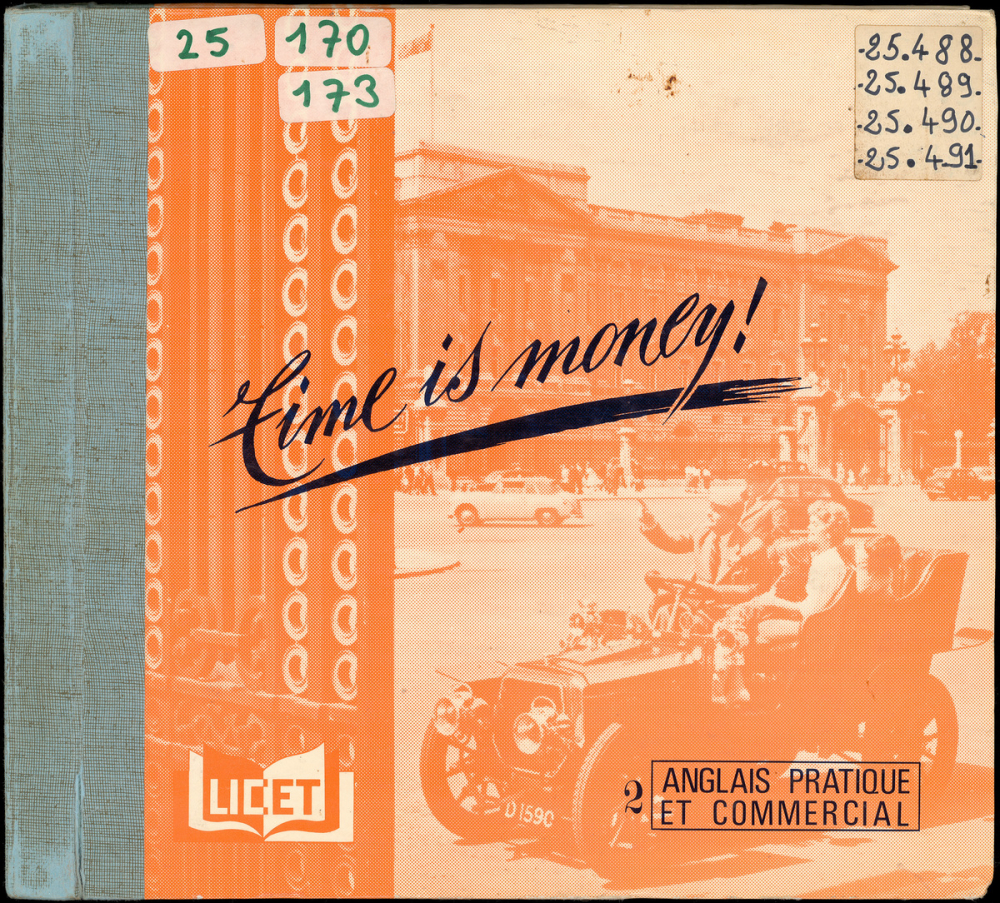 25 170
173
.25.488.
.25.489.
.25.490.
.25.491.
Time is money!
LICET
D1590
2 ANGLAIS PRATIQUE
ET COMMERCIAL